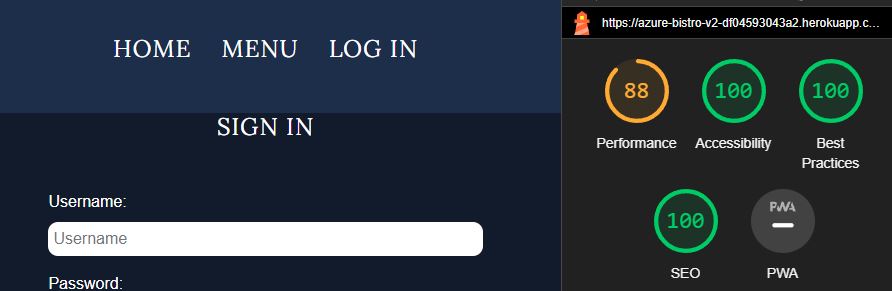 HOME MENU LOG IN
SIGN IN
Username:
Username
Password:
https://azure-bistro-v2-df04593043a2.herokuapp.c...
88 100 100
Performance Accessibility Best
Practices
100 PWA
SEO PWA